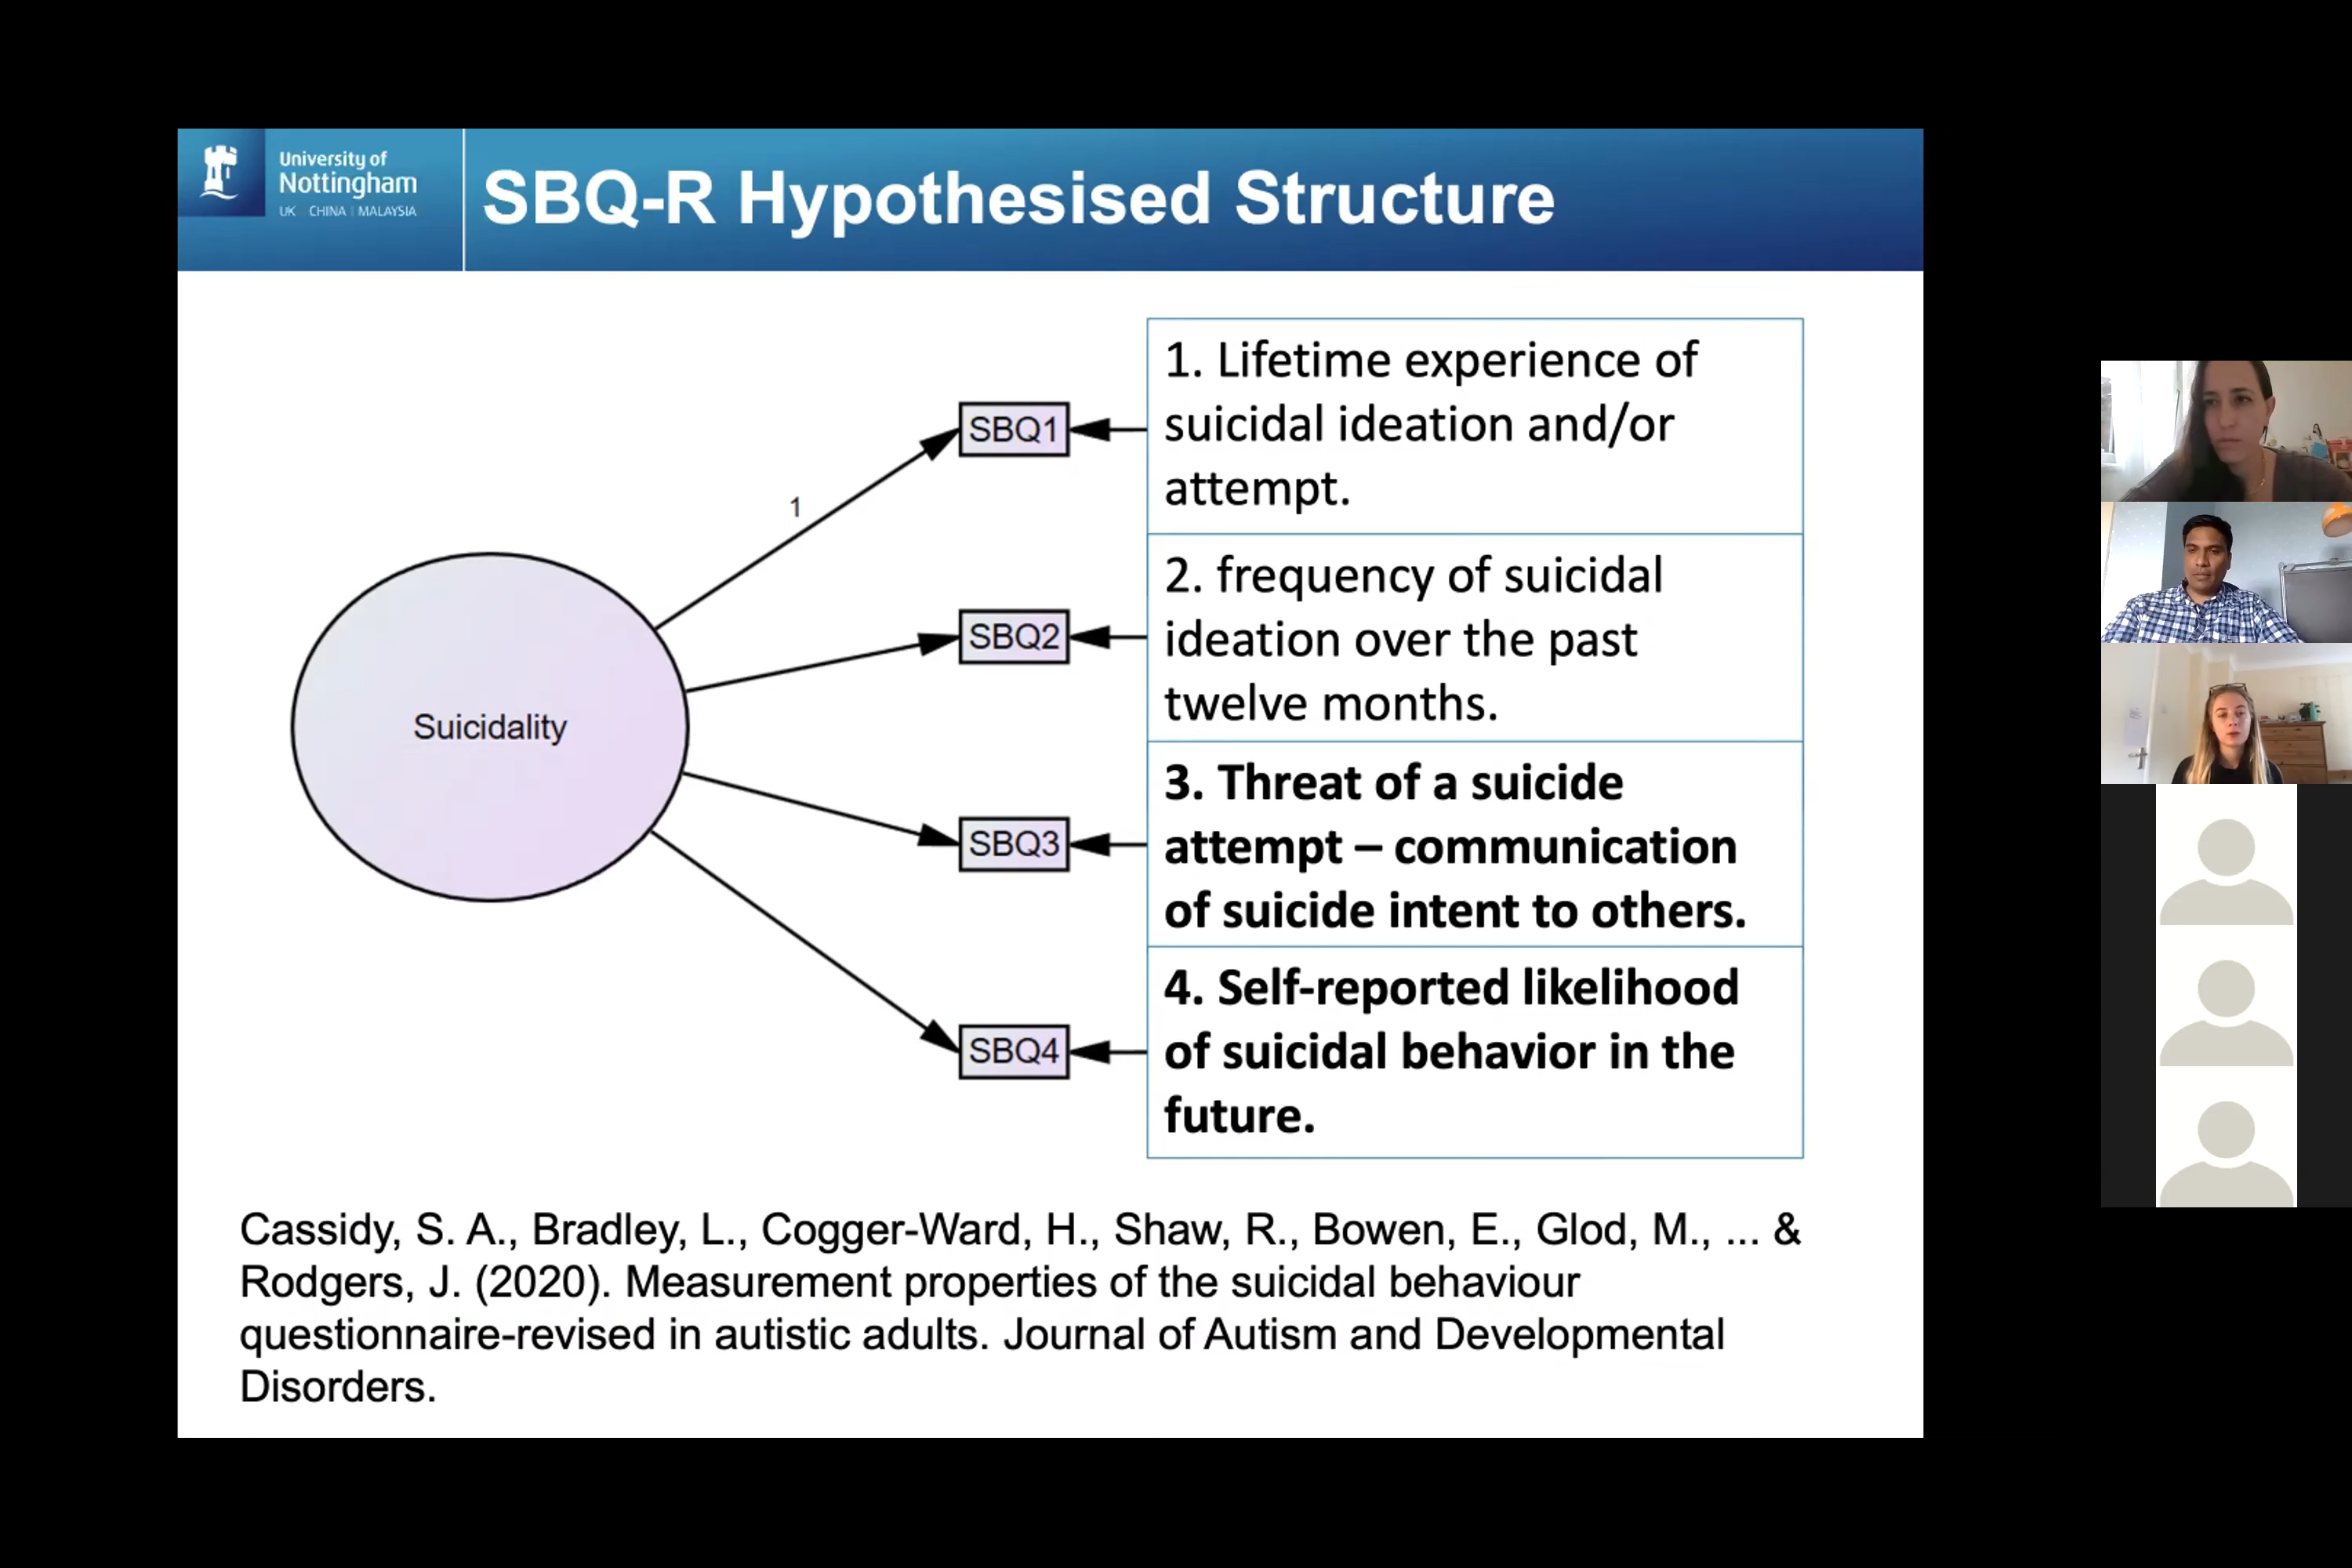 University of
Nottingham
UK CHINA | MALAYSIA
SBQ-R Hypothesised Structure
Suicidality
1
SBQ1
1. Lifetime experience of
suicidal ideation and/or
attempt.
SBQ2
2. frequency of suicidal
ideation over the past
twelve months.
SBQ3
3. Threat of a suicide
attempt – communication
of suicide intent to others.
SBQ4
4. Self-reported likelihood
of suicidal behavior in the
future.
Cassidy, S. A., Bradley, L., Cogger-Ward, H., Shaw, R., Bowen, E., Glod, M., ... &
Rodgers, J. (2020). Measurement properties of the suicidal behaviour
questionnaire-revised in autistic adults. Journal of Autism and Developmental
Disorders.